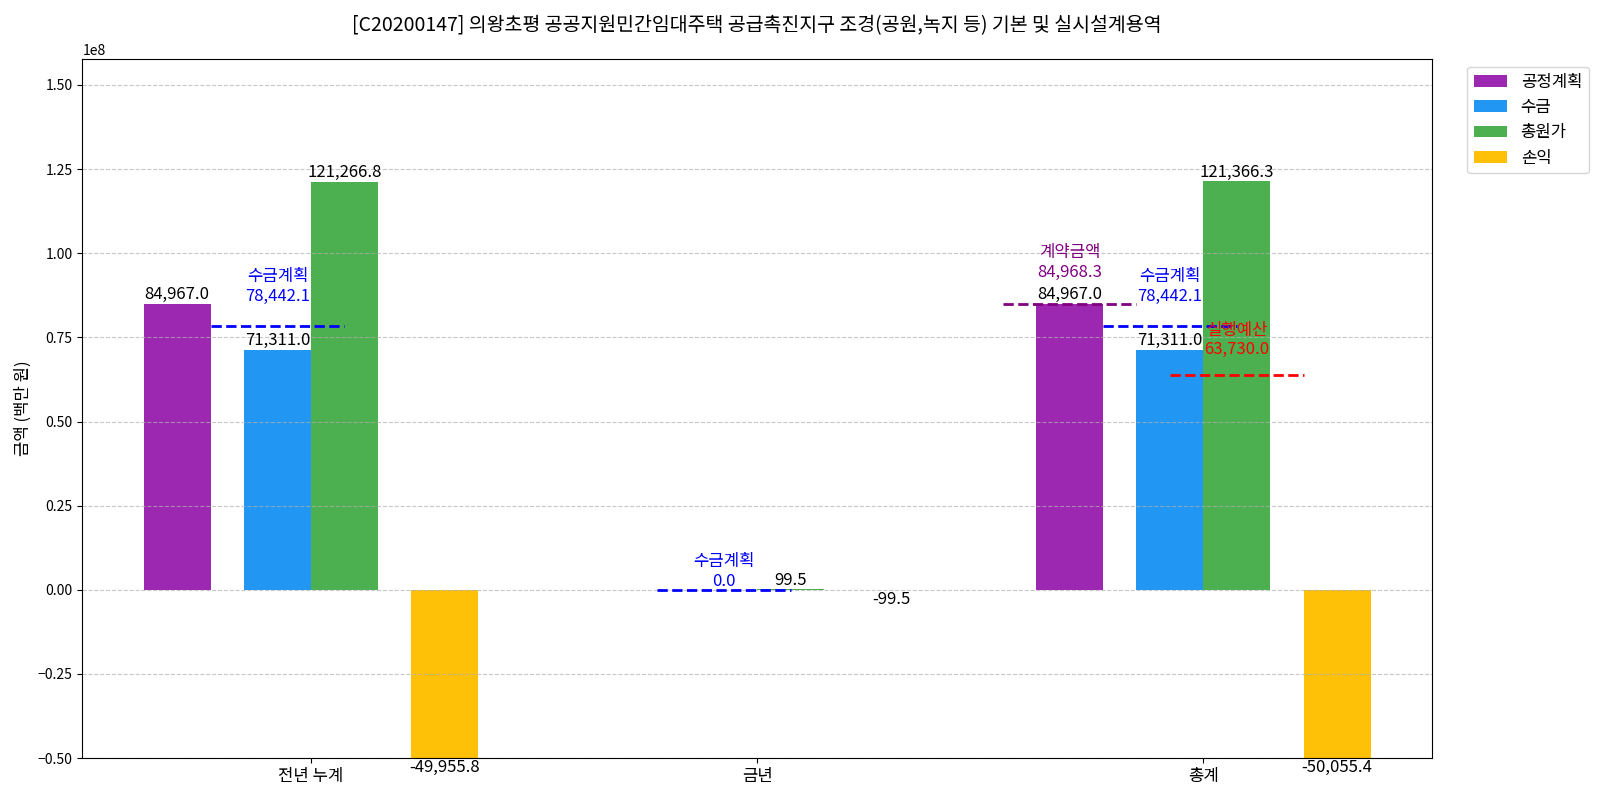 [C20200147] 의왕초평 공공지원민간임대주택 공급촉진지구 조경(공원,녹지 등) 기본 및 실시설계용역
1e8
1.50
1.25
1.00
0.75
0.50
0.25
0.00
−0.25
−0.50
금액 (백만 원)
84,967.0
수금계획
78,442.1
71,311.0
121,266.8
-49,955.8
전년 누계
수금계획
0.0
99.5
-99.5
금년
계약금액
84,968.3
84,967.0
수금계획
78,442.1
71,311.0
121,366.3
실행예산
63,730.0
-50,055.4
총계
공정계획
수금
총원가
손익